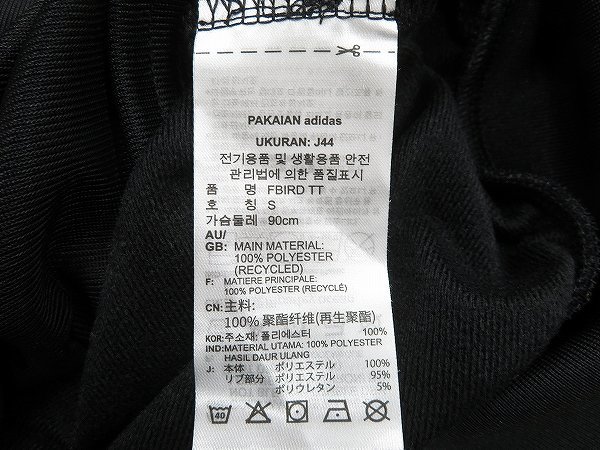 PAKAIAN adidas
UKURAN: J44
전기용품 및 생활용품 안전
관리법에 의한 품질표시
품 명 FBIRD TT
호 칭 S
가슴둘레 90cm
AU/
GB: MAIN MATERIAL:
100% POLYESTER
(RECYCLED)
F: MATIERE PRINCIPALE:
100% POLYESTER (RECYCLÉ)
CN: 主料:
100% 聚酯纤维(再生聚酯)
KOR: 주소재: 폴리에스터 100%
IND: MATERIAL UTAMA: 100% POLYESTER
HASIL DAUR ULANG
J: 本体 ポリエステル 100%
リブ部分 ポリエステル 95%
ポリウレタン 5%
40